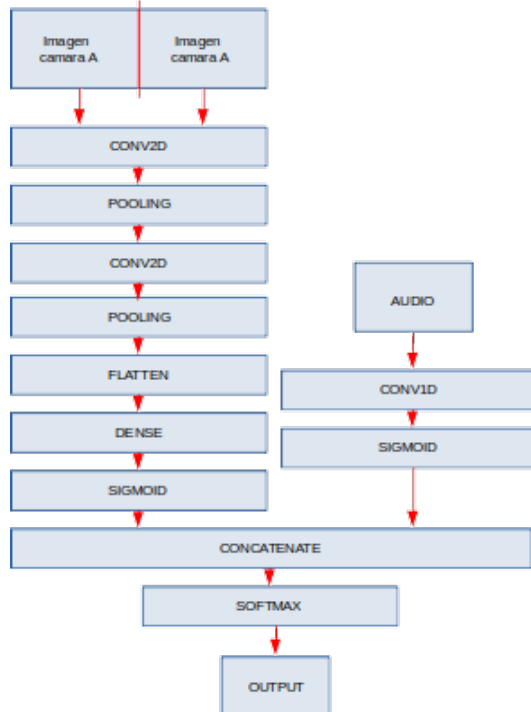 Imagen
camara A
Imagen
camara A
CONV2D
POOLING
CONV2D
POOLING
FLATTEN
DENSE
SIGMOID
AUDIO
CONV1D
SIGMOID
CONCATENATE
SOFTMAX
OUTPUT